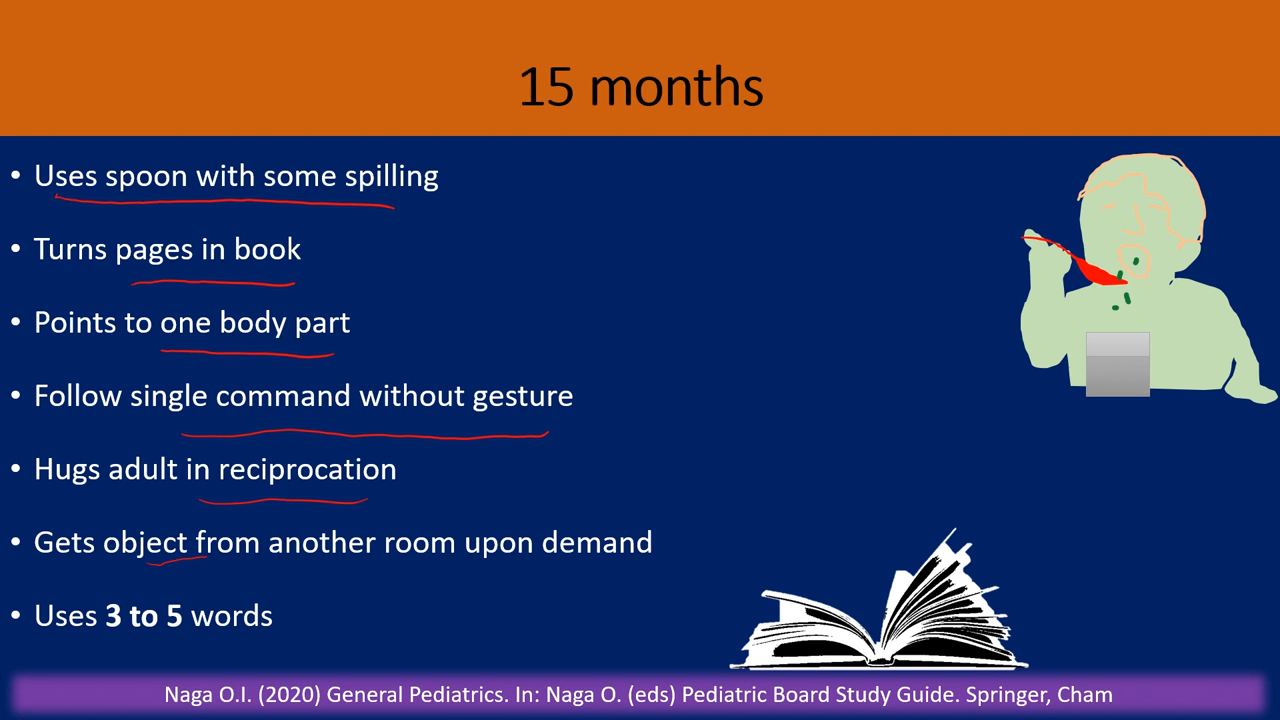 15 months
• Uses spoon with some spilling
• Turns pages in book
• Points to one body part
• Follow single command without gesture
• Hugs adult in reciprocation
• Gets object from another room upon demand
• Uses 3 to 5 words
Naga O.I. (2020) General Pediatrics. In: Naga O. (eds) Pediatric Board Study Guide. Springer, Cham